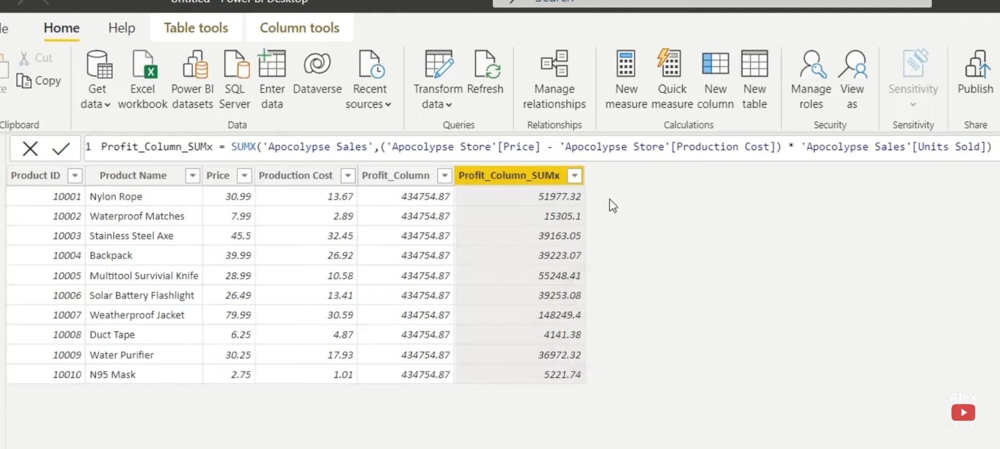 Untitled - Power BI Desktop
Search
Home Help Table tools Column tools
Cut
Copy
Clipboard
Get data
Excel workbook
Power BI datasets
SQL Server
Enter data
Dataverse
Recent sources
Data
Transform data
Refresh
Queries
Manage relationships
Relationships
New measure
Quick measure
New column
New table
Calculations
Manage roles
View as
Security
Sensitivity
Sensitivity
Publish
Share
1 Profit_Column_SUMx = SUMX('Apocolypse Sales',('Apocolypse Store'[Price] - 'Apocolypse Store'[Production Cost]) * 'Apocolypse Sales'[Units Sold])
Product ID Product Name Price Production Cost Profit_Column Profit_Column_SUMx
10001 Nylon Rope 30.99 13.67 434754.87 51977.32
10002 Waterproof Matches 7.99 2.89 434754.87 15305.1
10003 Stainless Steel Axe 45.5 32.45 434754.87 39163.05
10004 Backpack 39.99 26.92 434754.87 39223.07
10005 Multitool Survivial Knife 28.99 10.58 434754.87 55248.41
10006 Solar Battery Flashlight 26.49 13.41 434754.87 39253.08
10007 Weatherproof Jacket 79.99 30.59 434754.87 148249.4
10008 Duct Tape 6.25 4.87 434754.87 4141.38
10009 Water Purifier 30.25 17.93 434754.87 36972.32
10010 N95 Mask 2.75 1.01 434754.87 5221.74
Alex
Subscribe